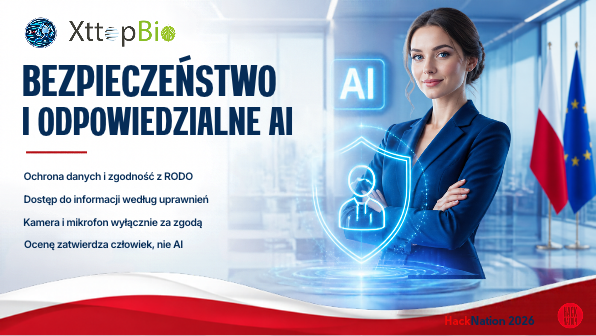 XttopBio
BEZPIECZEŃSTWO
I ODPOWIEDZIALNE AI
AI
Ochrona danych i zgodność z RODO
Dostęp do informacji według uprawnień
Kamera i mikrofon wyłącznie za zgodą
Ocenę zatwierdza człowiek, nie AI
HackNation 2026